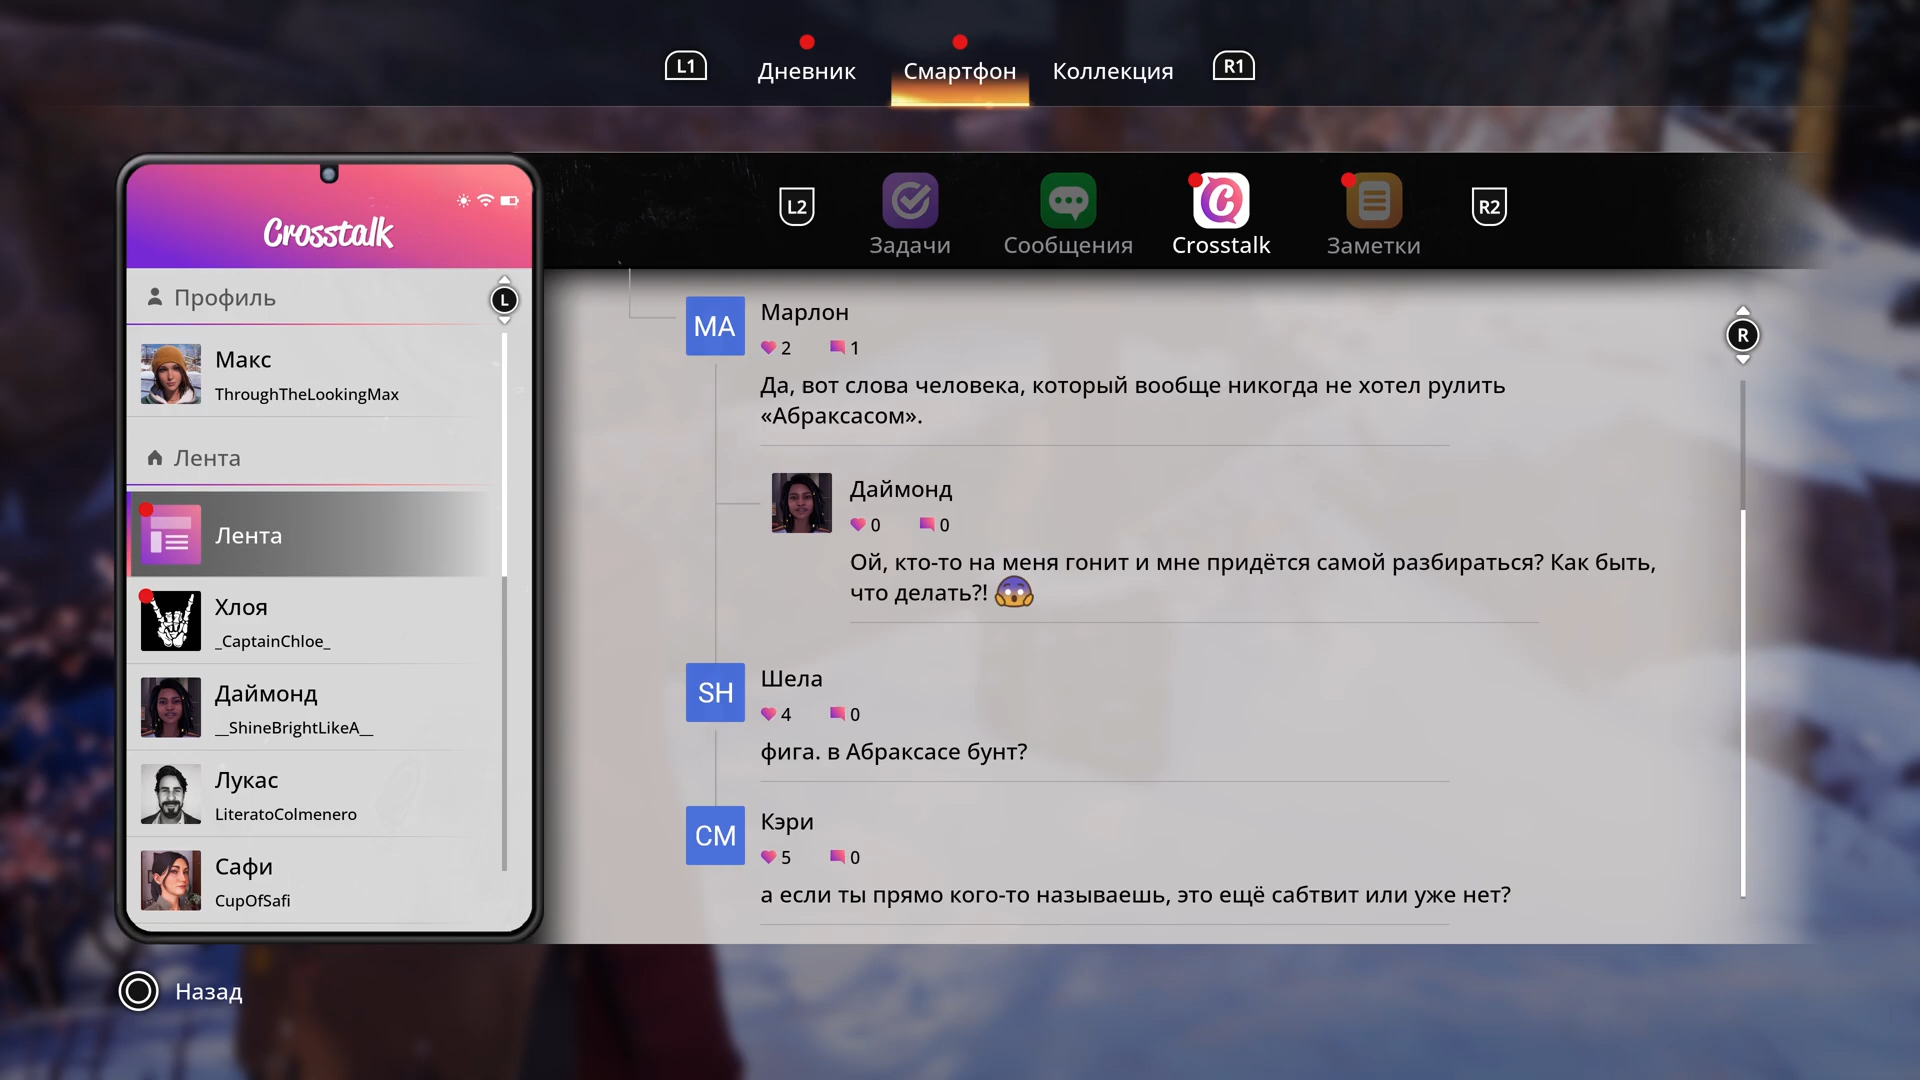 L1
Дневник
Смартфон
Коллекция
R1
Crosstalk
L2
Задачи
Сообщения
Crosstalk
Заметки
R2
Профиль
L
Макс
ThroughTheLookingMax
Лента
Лента
Хлоя
_CaptainChloe_
Даймонд
__ShineBrightLikeA__
Лукас
LiteratoColmenero
Сафи
CupOfSafi
MA
Марлон
2 1
Да, вот слова человека, который вообще никогда не хотел рулить
«Абраксасом».
R
Даймонд
0 0
Ой, кто-то на меня гонит и мне придётся самой разбираться? Как быть,
что делать?! 😱
SH
Шела
4 0
фига. в Абраксасе бунт?
CM
Кэри
5 0
а если ты прямо кого-то называешь, это ещё сабтвит или уже нет?
Назад